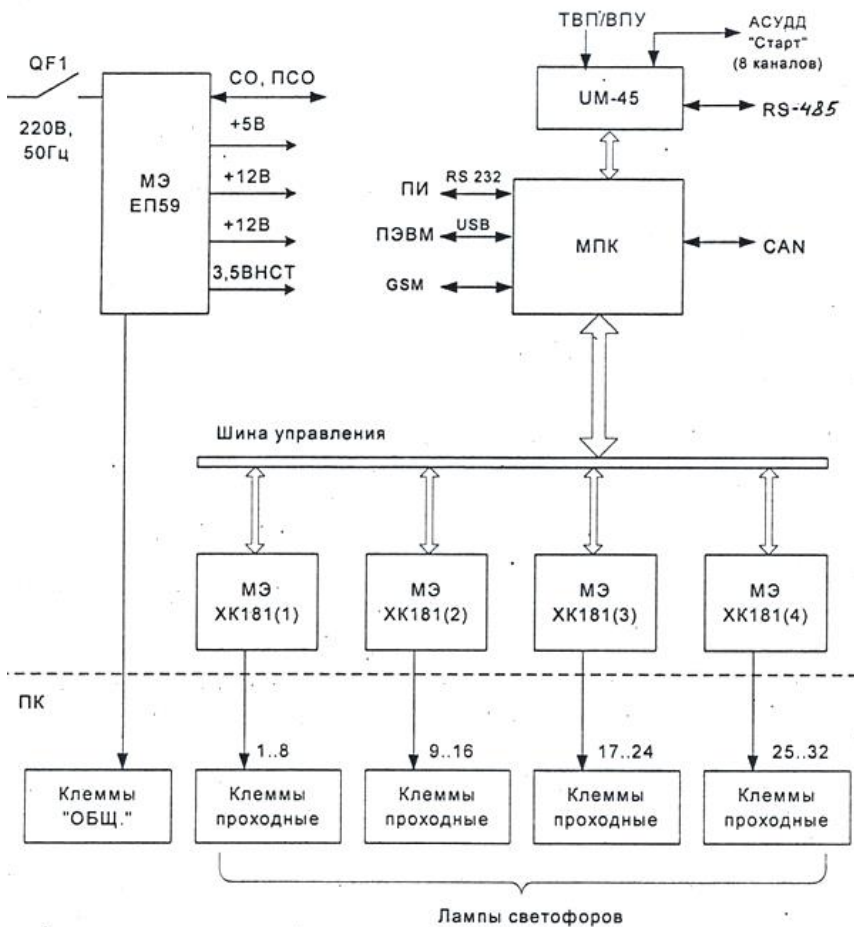 ТВП/ВПУ
АСУДД
"Старт"
(8 каналов)
QF1
СО, ПСО
UM-45
RS-485
220В,
50Гц
+5В
МЭ
ЕП59
+12В
+12В
3,5ВНСТ
ПИ
RS 232
ПЭВМ
USB
GSM
МПК
CAN
Шина управления
МЭ
ХК181(1)
МЭ
ХК181(2)
МЭ
ХК181(3)
МЭ
ХК181(4)
ПК
1..8
9..16
17..24
25..32
Клеммы
"ОБЩ."
Клеммы
проходные
Клеммы
проходные
Клеммы
проходные
Клеммы
проходные
Лампы светофоров